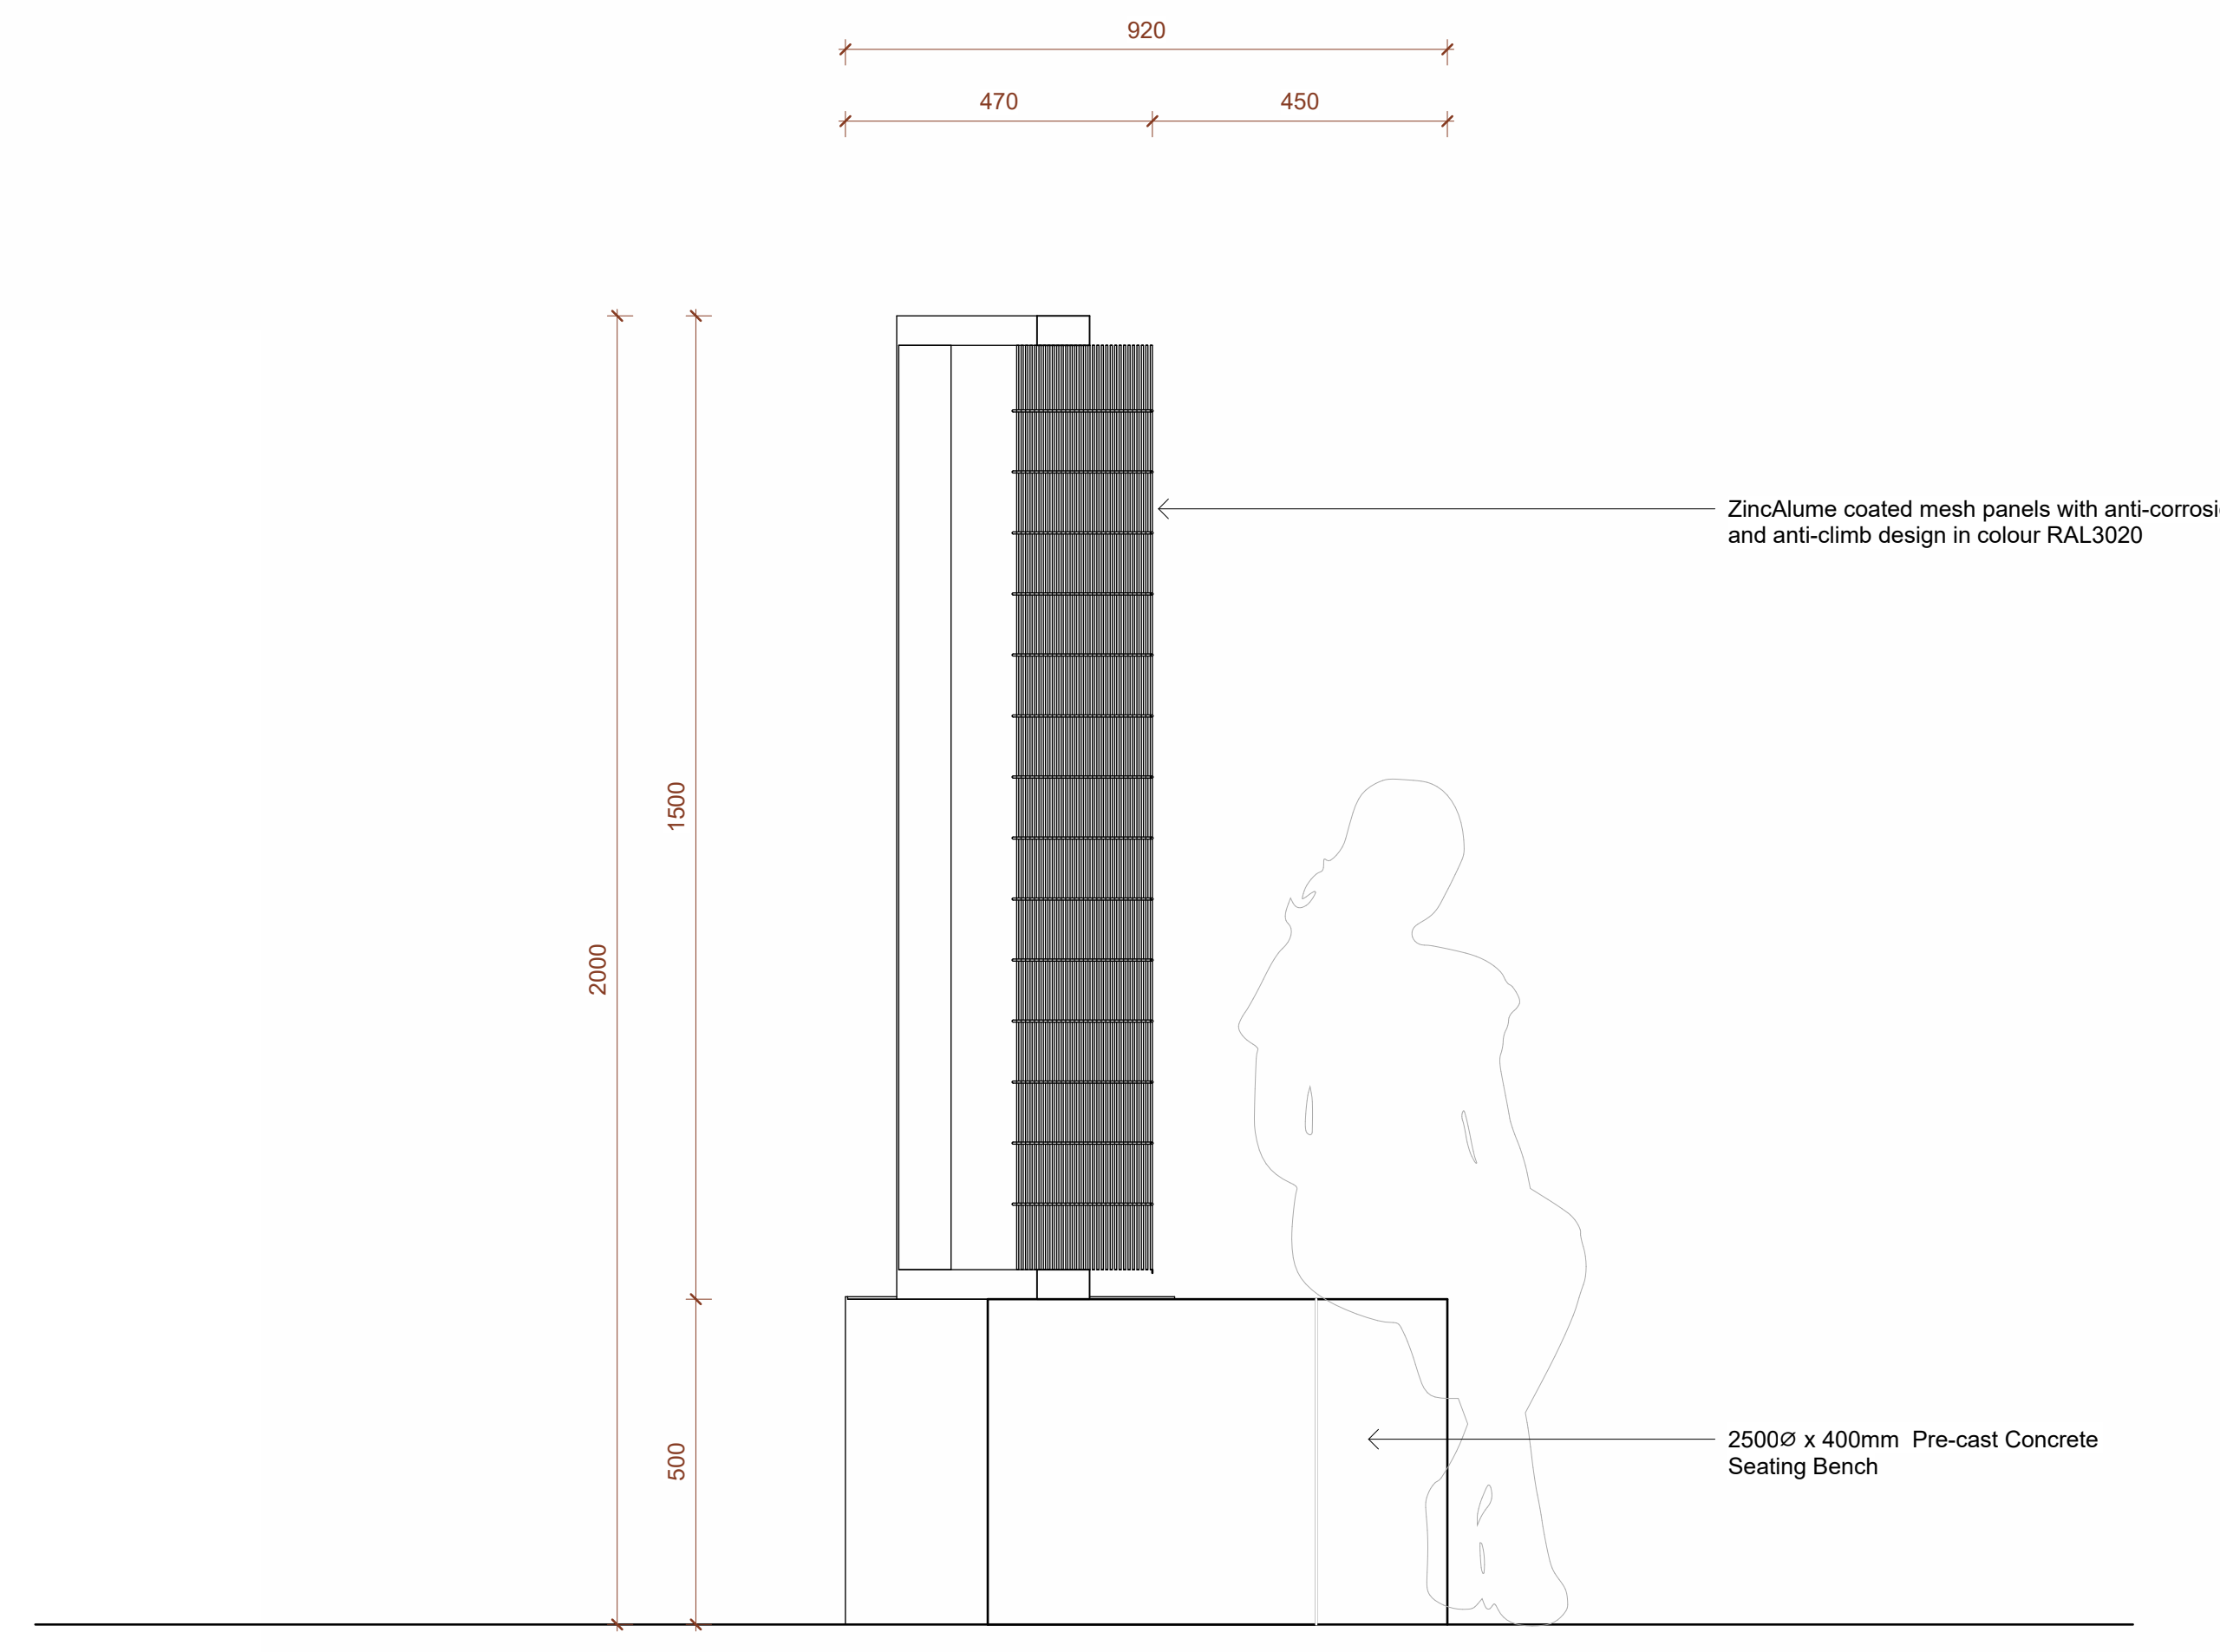 920
470
450
ZincAlume coated mesh panels with anti-corrosi
and anti-climb design in colour RAL3020
1500
2000
2500Ø x 400mm  Pre-cast Concrete
Seating Bench
500